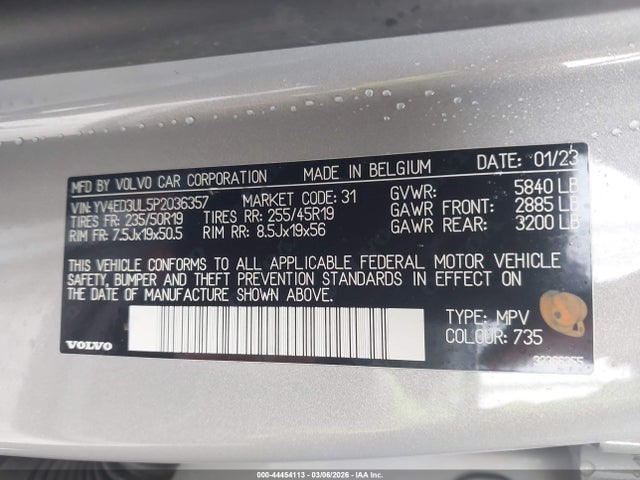 MFD BY VOLVO CAR CORPORATION MADE IN BELGIUM DATE: 01/23
VIN: YV4ED3UL5P2036357 MARKET CODE: 31 GVWR: 5840 LB
TIRES FR: 235/50R19 TIRES RR: 255/45R19 GAWR FRONT: 2885 LB
RIM FR: 7.5Jx19x50.5 RIM RR: 8.5Jx19x56 GAWR REAR: 3200 LB
THIS VEHICLE CONFORMS TO ALL APPLICABLE FEDERAL MOTOR VEHICLE
SAFETY, BUMPER AND THEFT PREVENTION STANDARDS IN EFFECT ON
THE DATE OF MANUFACTURE SHOWN ABOVE.
TYPE: MPV
COLOUR: 735
VOLVO
000-44454113 - 03/06/2026 - IAAI.com